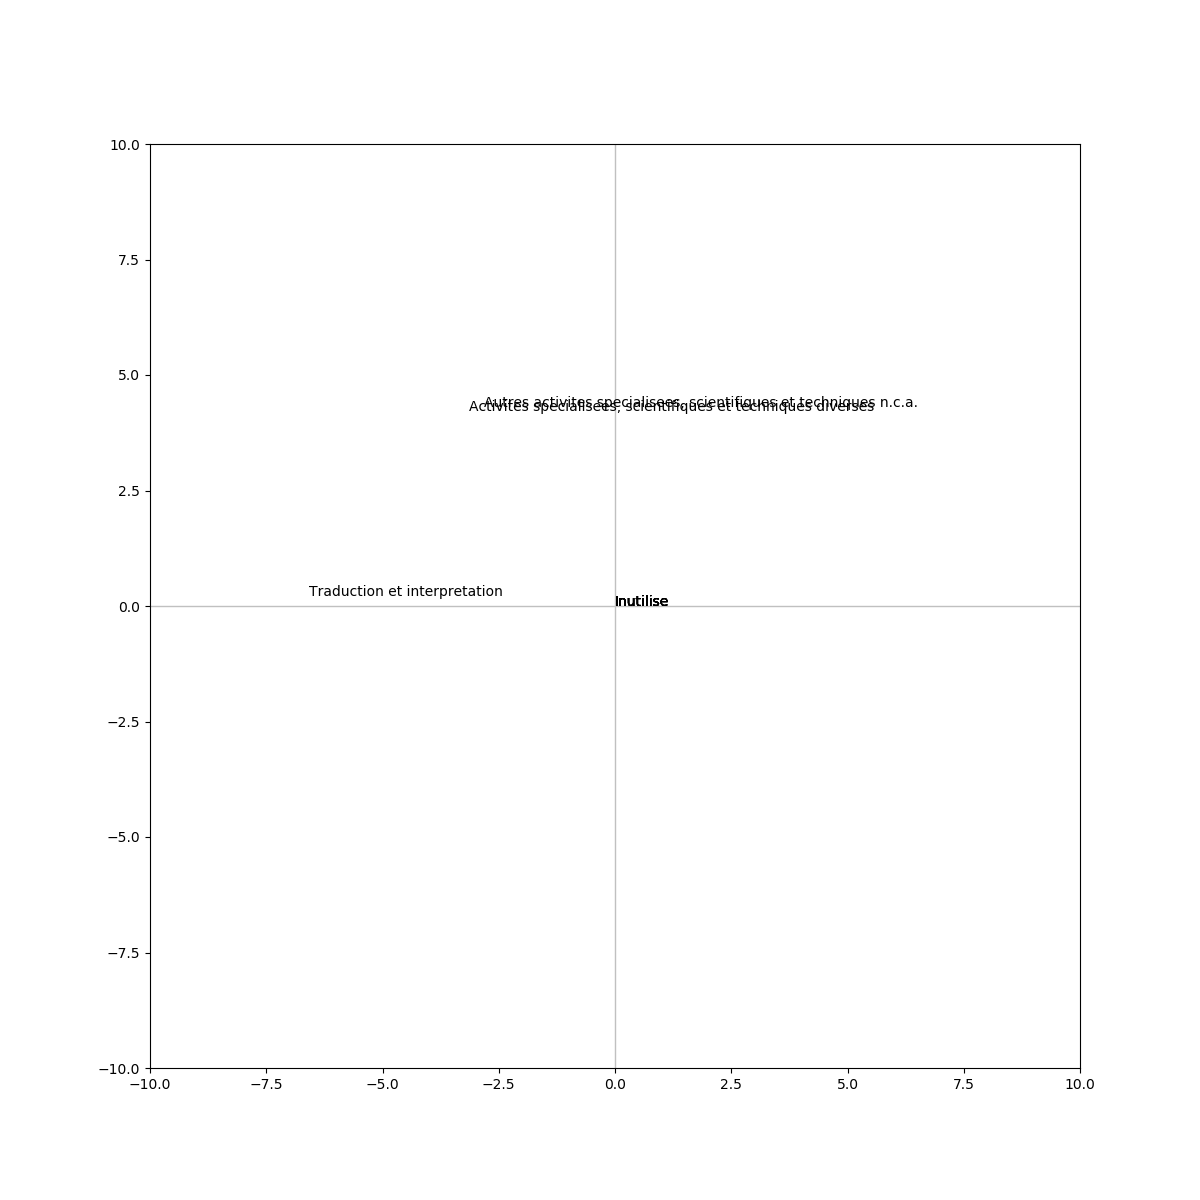 10.0
7.5
5.0
Autres activites specialisees, scientifiques et techniques n.c.a.
Activites specialisees, scientifiques et techniques diverses
2.5
Traduction et interpretation
Inutilise
0.0
−2.5
−5.0
−7.5
−10.0
−10.0 −7.5 −5.0 −2.5 0.0 2.5 5.0 7.5 10.0